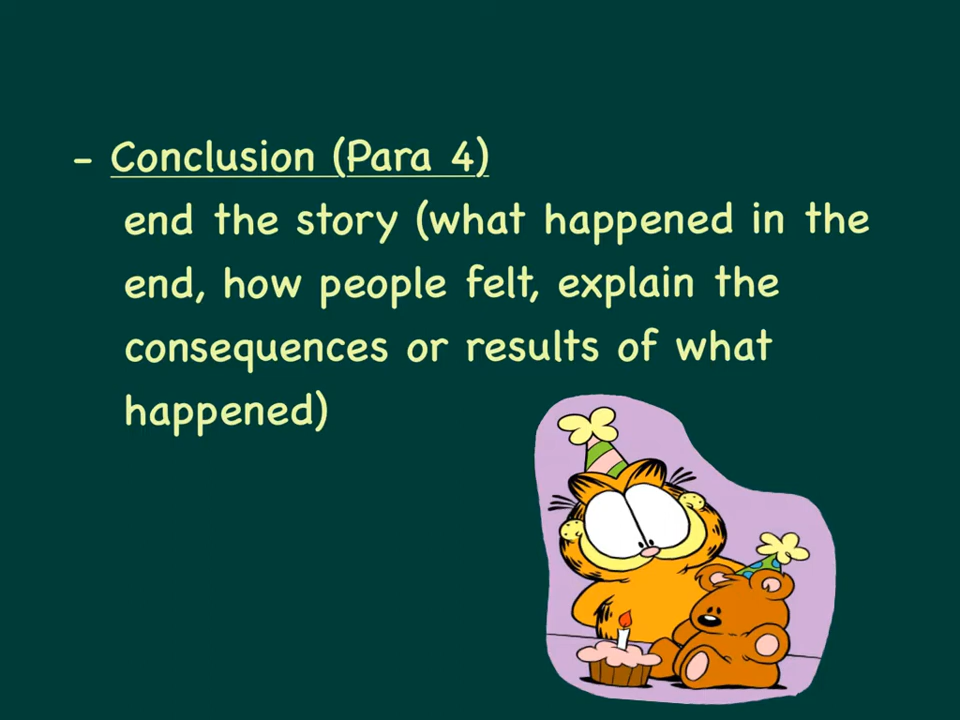 - Conclusion (Para 4)
end the story (what happened in the
end, how people felt, explain the
consequences or results of what
happened)